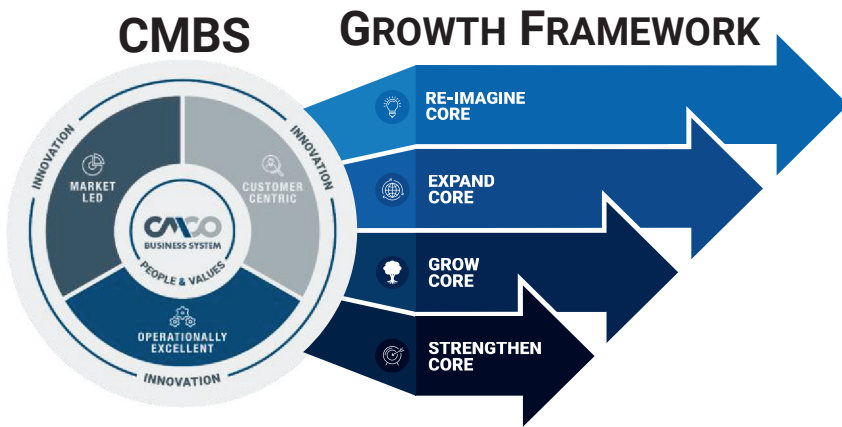 CMBS
GROWTH FRAMEWORK
INNOVATION
INNOVATION
MARKET
LED
CUSTOMER
CENTRIC
CMCO
BUSINESS SYSTEM
PEOPLE & VALUES
OPERATIONALLY
EXCELLENT
INNOVATION
RE-IMAGINE
CORE
EXPAND
CORE
GROW
CORE
STRENGTHEN
CORE